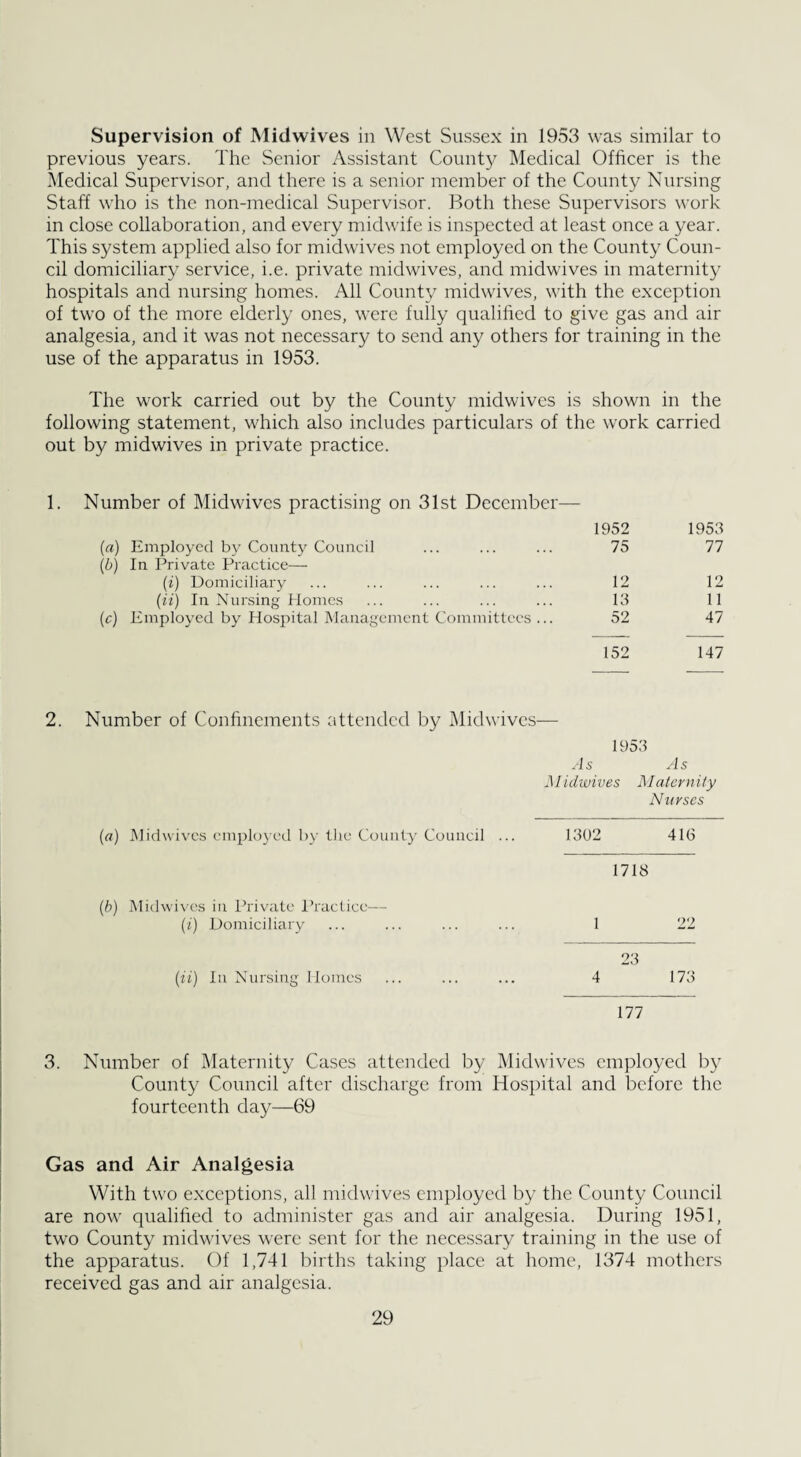 Supervision of Midwives in West Sussex in 1953 was similar to
previous years. The Senior Assistant County Medical Officer is the
Medical Supervisor, and there is a senior member of the County Nursing
Staff who is the non-medical Supervisor. Both these Supervisors work
in close collaboration, and every midwife is inspected at least once a year.
This system applied also for midwives not employed on the County Coun-
cil domiciliary service, i.e. private midwives, and midwives in maternity
hospitals and nursing homes. All County midwives, with the exception
of two of the more elderly ones, were fully qualified to give gas and air
analgesia, and it was not necessary to send any others for training in the
use of the apparatus in 1953.
The work carried out by the County midwives is shown in the
following statement, which also includes particulars of the work carried
out by midwives in private practice.
1. Number of Midwives practising on 31st December—
1952 1953
(a) Employed by County Council ... ... ... 75 77
(b) In Private Practice—
(i) Domiciliary ... ... ... ... ... 12 12
(ii) In Nursing Homes ... ... ... ... 13 11
(c) Employed by Hospital Management Committees ... 52 47
152 147
2. Number of Confinements attended by Midwives—
1953
As As
Midwives Maternity
Nurses
(a) Midwives employed by the County Council ... 1302 416
1718
(b) Midwives in Private Practice—
(i) Domiciliary ... ... ... ... 1 22
23
(ii) In Nursing Homes ... ... ... 4 173
177
3. Number of Maternity Cases attended by Midwives employed by
County Council after discharge from Hospital and before the
fourteenth day—69
Gas and Air Analgesia
With two exceptions, all midwives employed by the County Council
are now qualified to administer gas and air analgesia. During 1951,
two County midwives were sent for the necessary training in the use of
the apparatus. Of 1,741 births taking place at home, 1374 mothers
received gas and air analgesia.
29